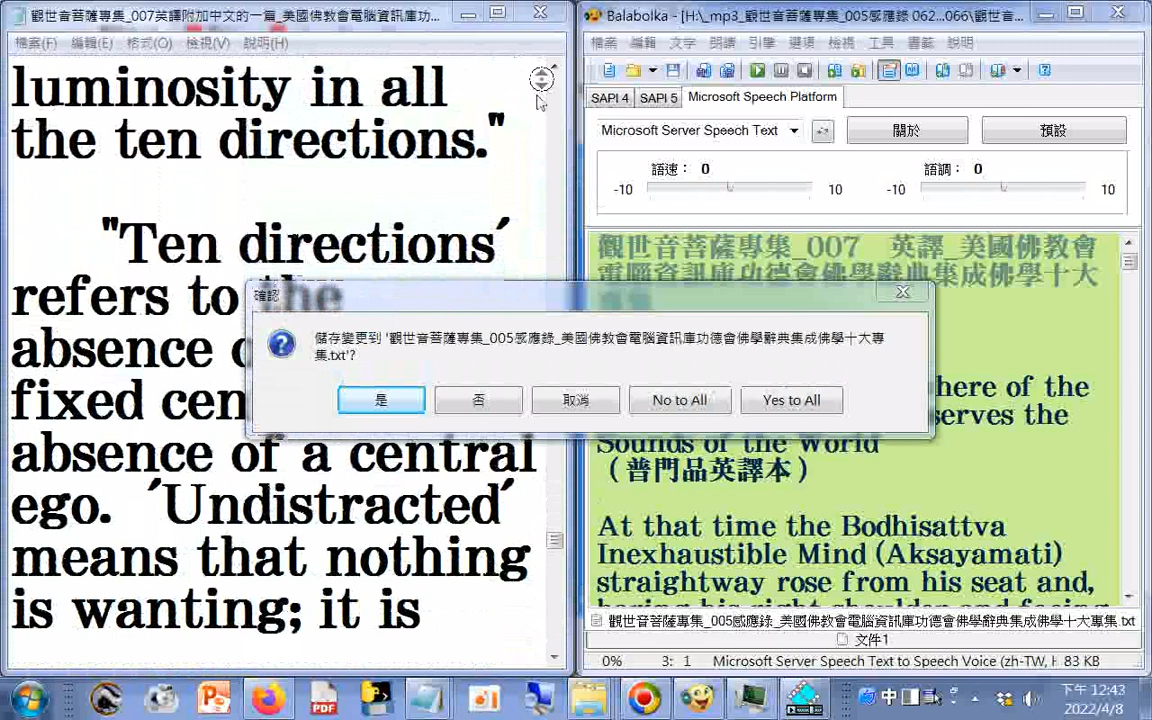 觀世音菩薩專集_007英譯附加中文的一篇_美國佛教會電腦資訊庫功...
檔案(F) 編輯(E) 格式(O) 檢視(V) 說明(H)
luminosity in all
the ten directions."
"Ten directions'
refers to the
absence
fixed cen
absence of a central
ego. 'Undistracted'
means that nothing
is wanting; it is
Balabolka - [H:\_mp3_觀世音菩薩專集_005感應錄 062...066\觀世音...
檔案 編輯 文字 朗讀 引擎 選項 檢視 工具 書籤 說明
SAPI 4 SAPI 5 Microsoft Speech Platform
Microsoft Server Speech Text 關於 預設
語速： 0 語調： 0
-10 10 -10 10
觀世音菩薩專集_007 英譯_美國佛教會
電腦資訊庫功德會佛學辭典集成佛學十大
here of the
serves the
Sounds of the World
（普門品英譯本）
At that time the Bodhisattva
Inexhaustible Mind (Aksayamati)
straightway rose from his seat and,
baring his right shoulder and facing
觀世音菩薩專集_005感應錄_美國佛教會電腦資訊庫功德會佛學辭典集成佛學十大專集.txt
文件1
0% 3: 1 Microsoft Server Speech Text to Speech Voice (zh-TW, H 83 KB
確認
儲存變更到 '觀世音菩薩專集_005感應錄_美國佛教會電腦資訊庫功德會佛學辭典集成佛學十大專
集.txt'?
是 否 取消 No to All Yes to All
中
下午 12:43
2022/4/8